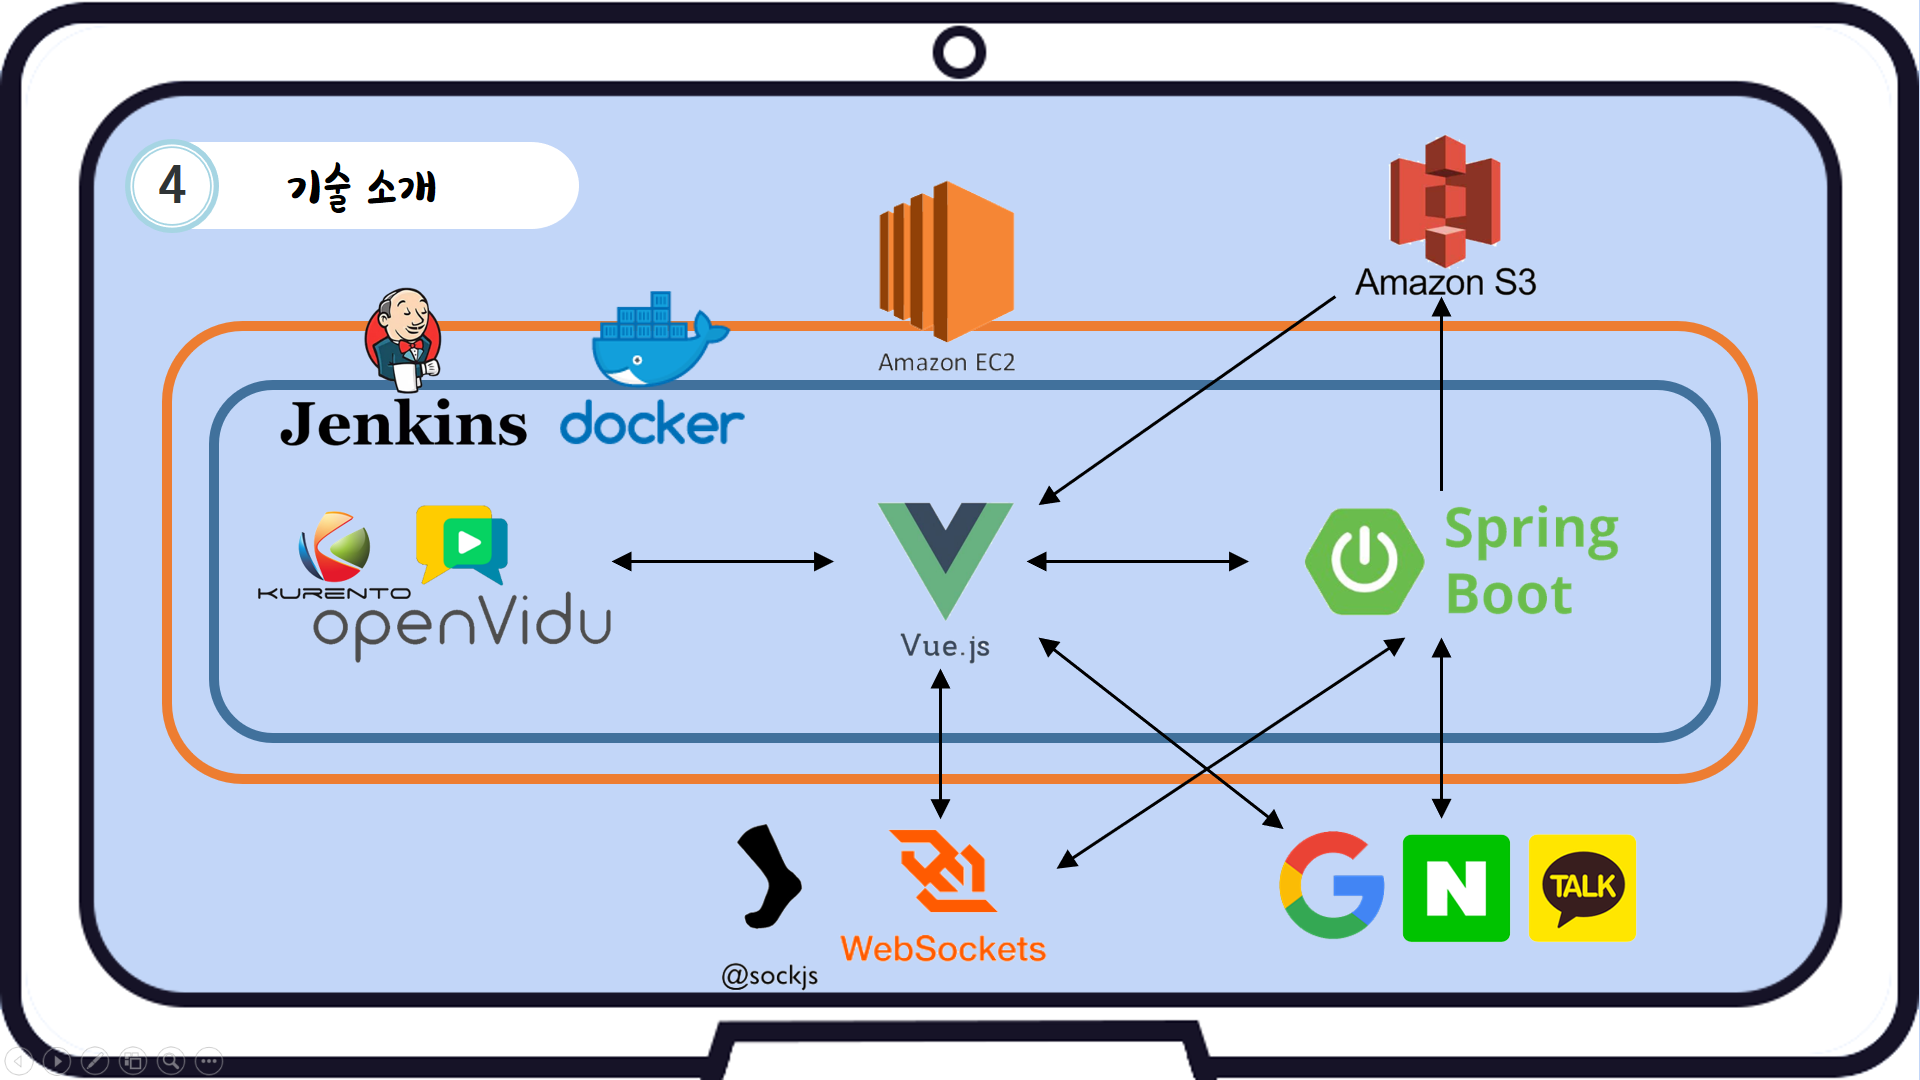 4
기술 소개
Amazon S3
Amazon EC2
Jenkins
docker
KURENTO
openVidu
Vue.js
Spring
Boot
@sockjs
WebSockets
G
N
TALK